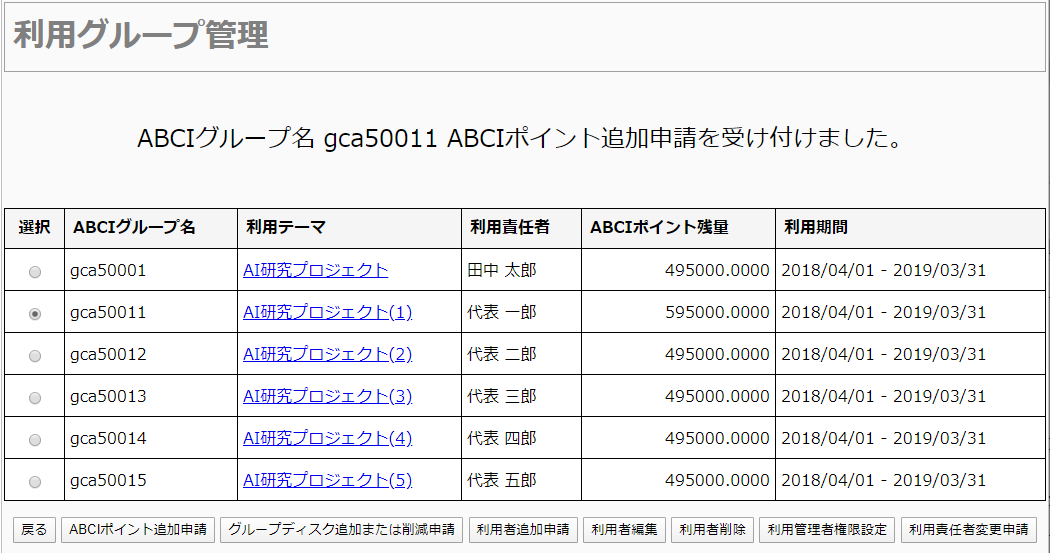 利用グループ管理
ABCIグループ名 gca50011 ABCIポイント追加申請を受け付けました。
選択 ABCIグループ名 利用テーマ 利用責任者 ABCIポイント残量 利用期間
gca50001 AI研究プロジェクト 田中 太郎 495000.0000 2018/04/01 - 2019/03/31
gca50011 AI研究プロジェクト(1) 代表 一郎 595000.0000 2018/04/01 - 2019/03/31
gca50012 AI研究プロジェクト(2) 代表 二郎 495000.0000 2018/04/01 - 2019/03/31
gca50013 AI研究プロジェクト(3) 代表 三郎 495000.0000 2018/04/01 - 2019/03/31
gca50014 AI研究プロジェクト(4) 代表 四郎 495000.0000 2018/04/01 - 2019/03/31
gca50015 AI研究プロジェクト(5) 代表 五郎 495000.0000 2018/04/01 - 2019/03/31
戻る ABCIポイント追加申請 グループディスク追加または削減申請 利用者追加申請 利用者編集 利用者削除 利用管理者権限設定 利用責任者変更申請